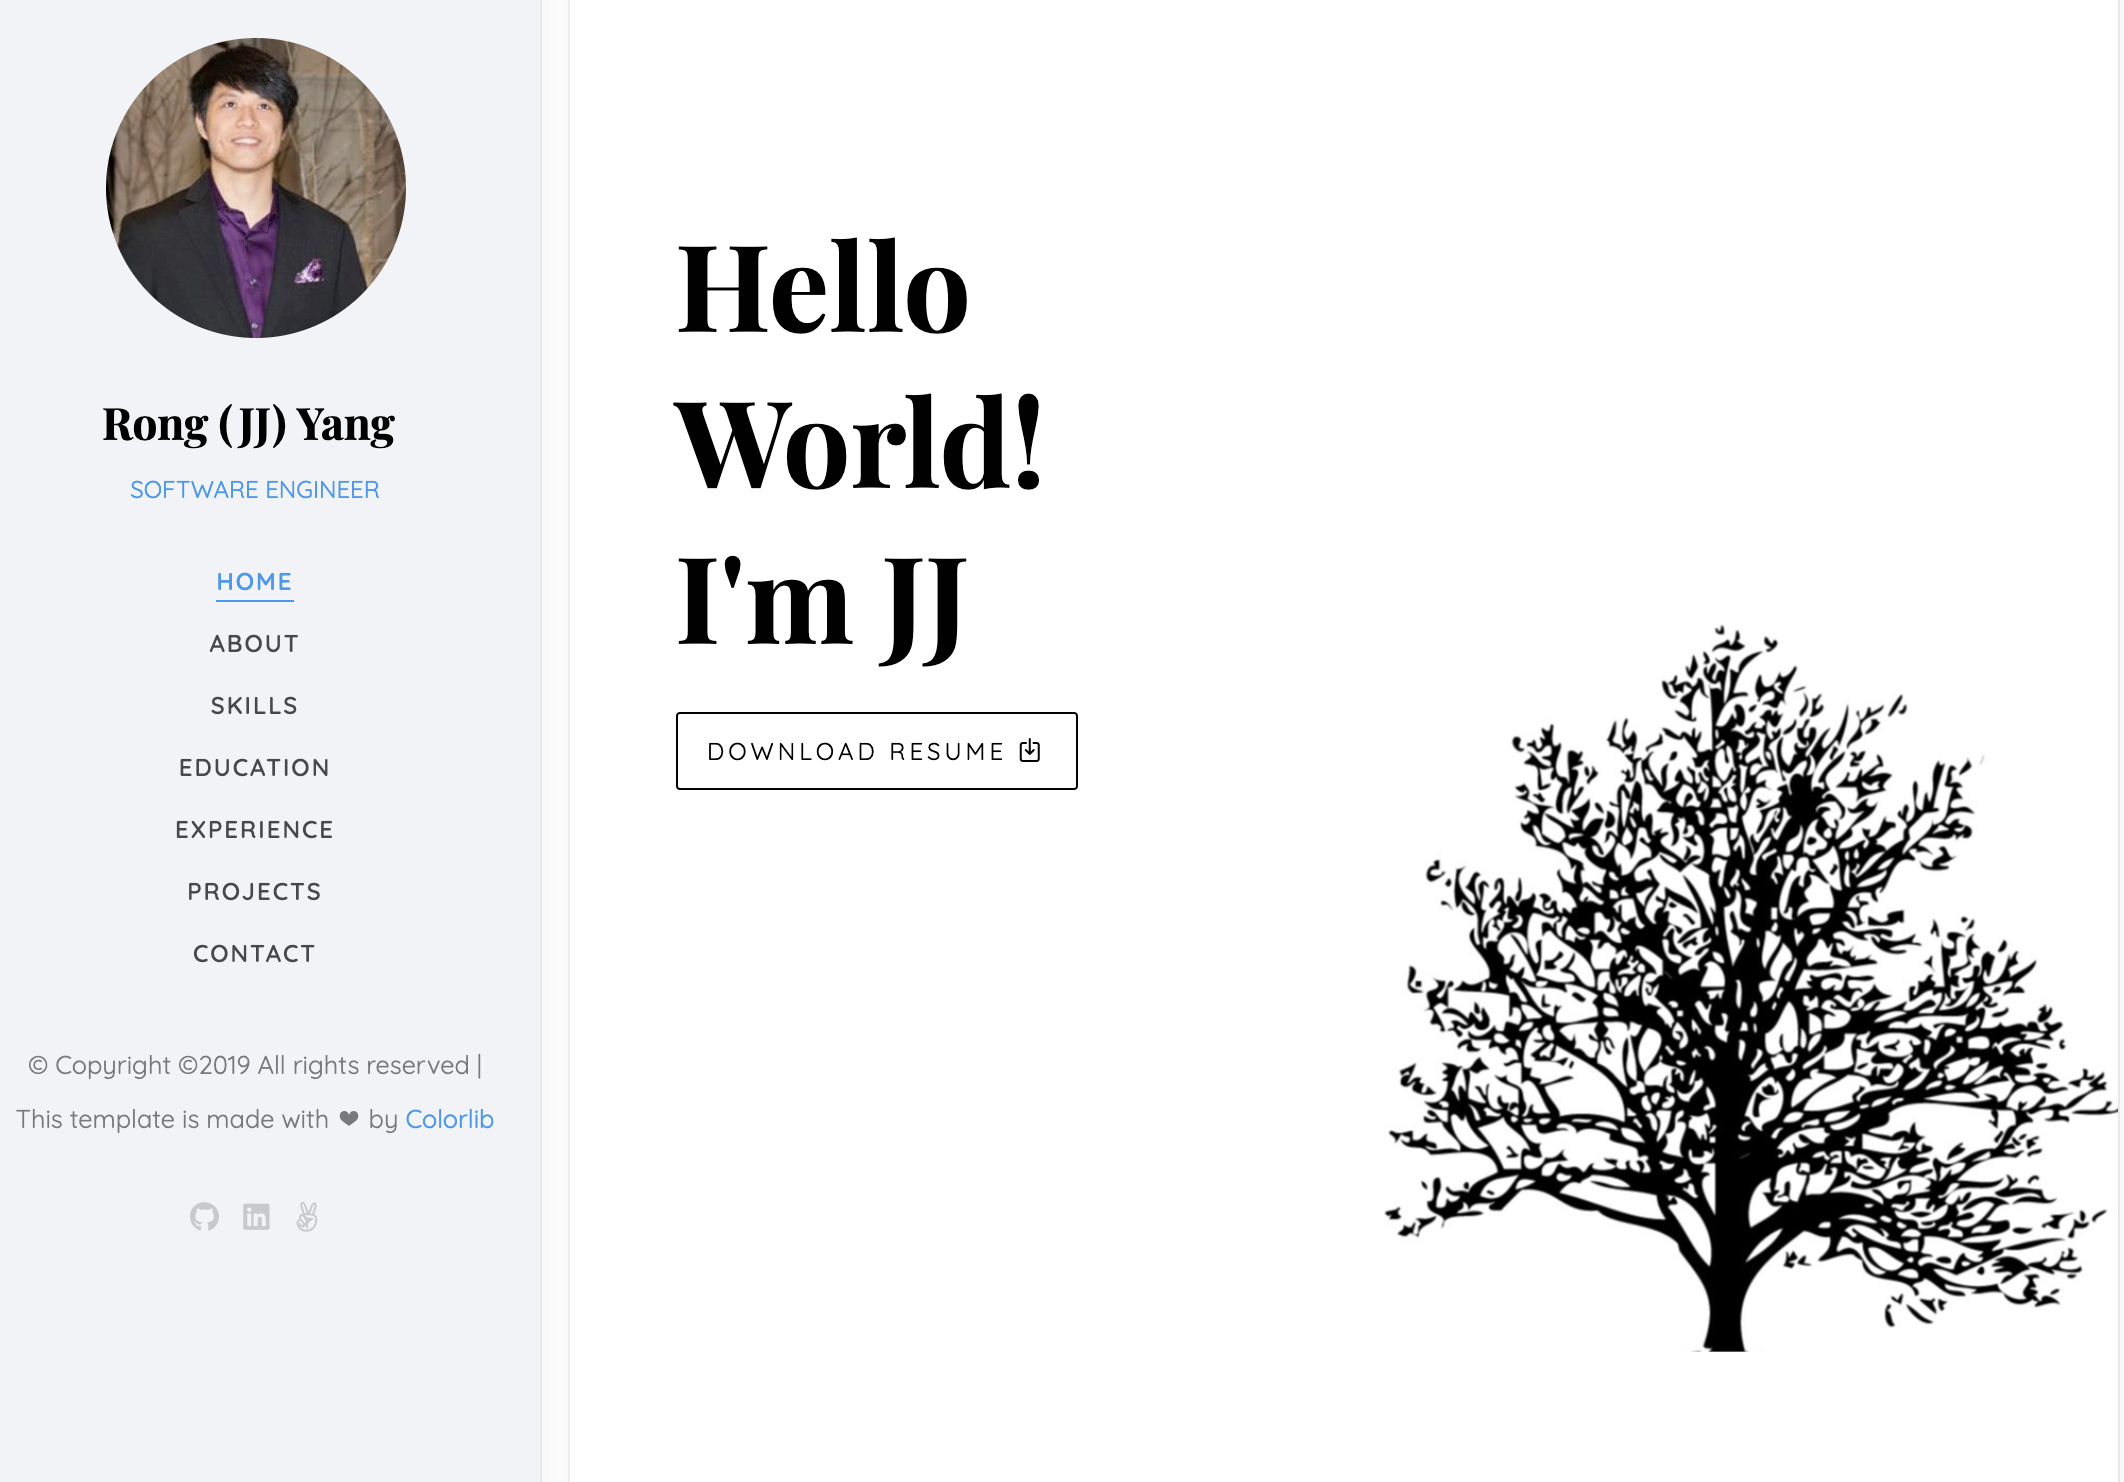 Rong (JJ) Yang
SOFTWARE ENGINEER
HOME
ABOUT
SKILLS
EDUCATION
EXPERIENCE
PROJECTS
CONTACT
© Copyright ©2019 All rights reserved |
This template is made with ❤ by Colorlib
in
Hello
World!
I'm JJ
DOWNLOAD RESUME